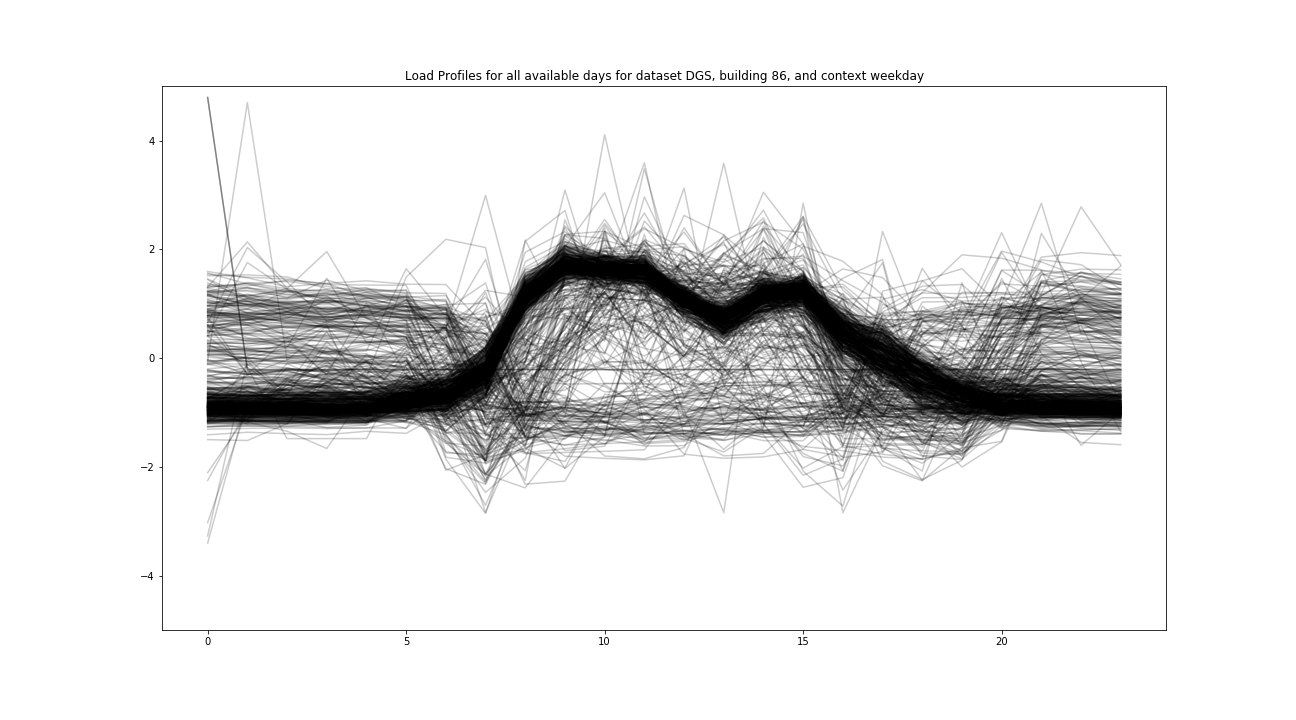 Load Profiles for all available days for dataset DGS, building 86, and context weekday
4
2
0
−2
−4
0 5 10 15 20